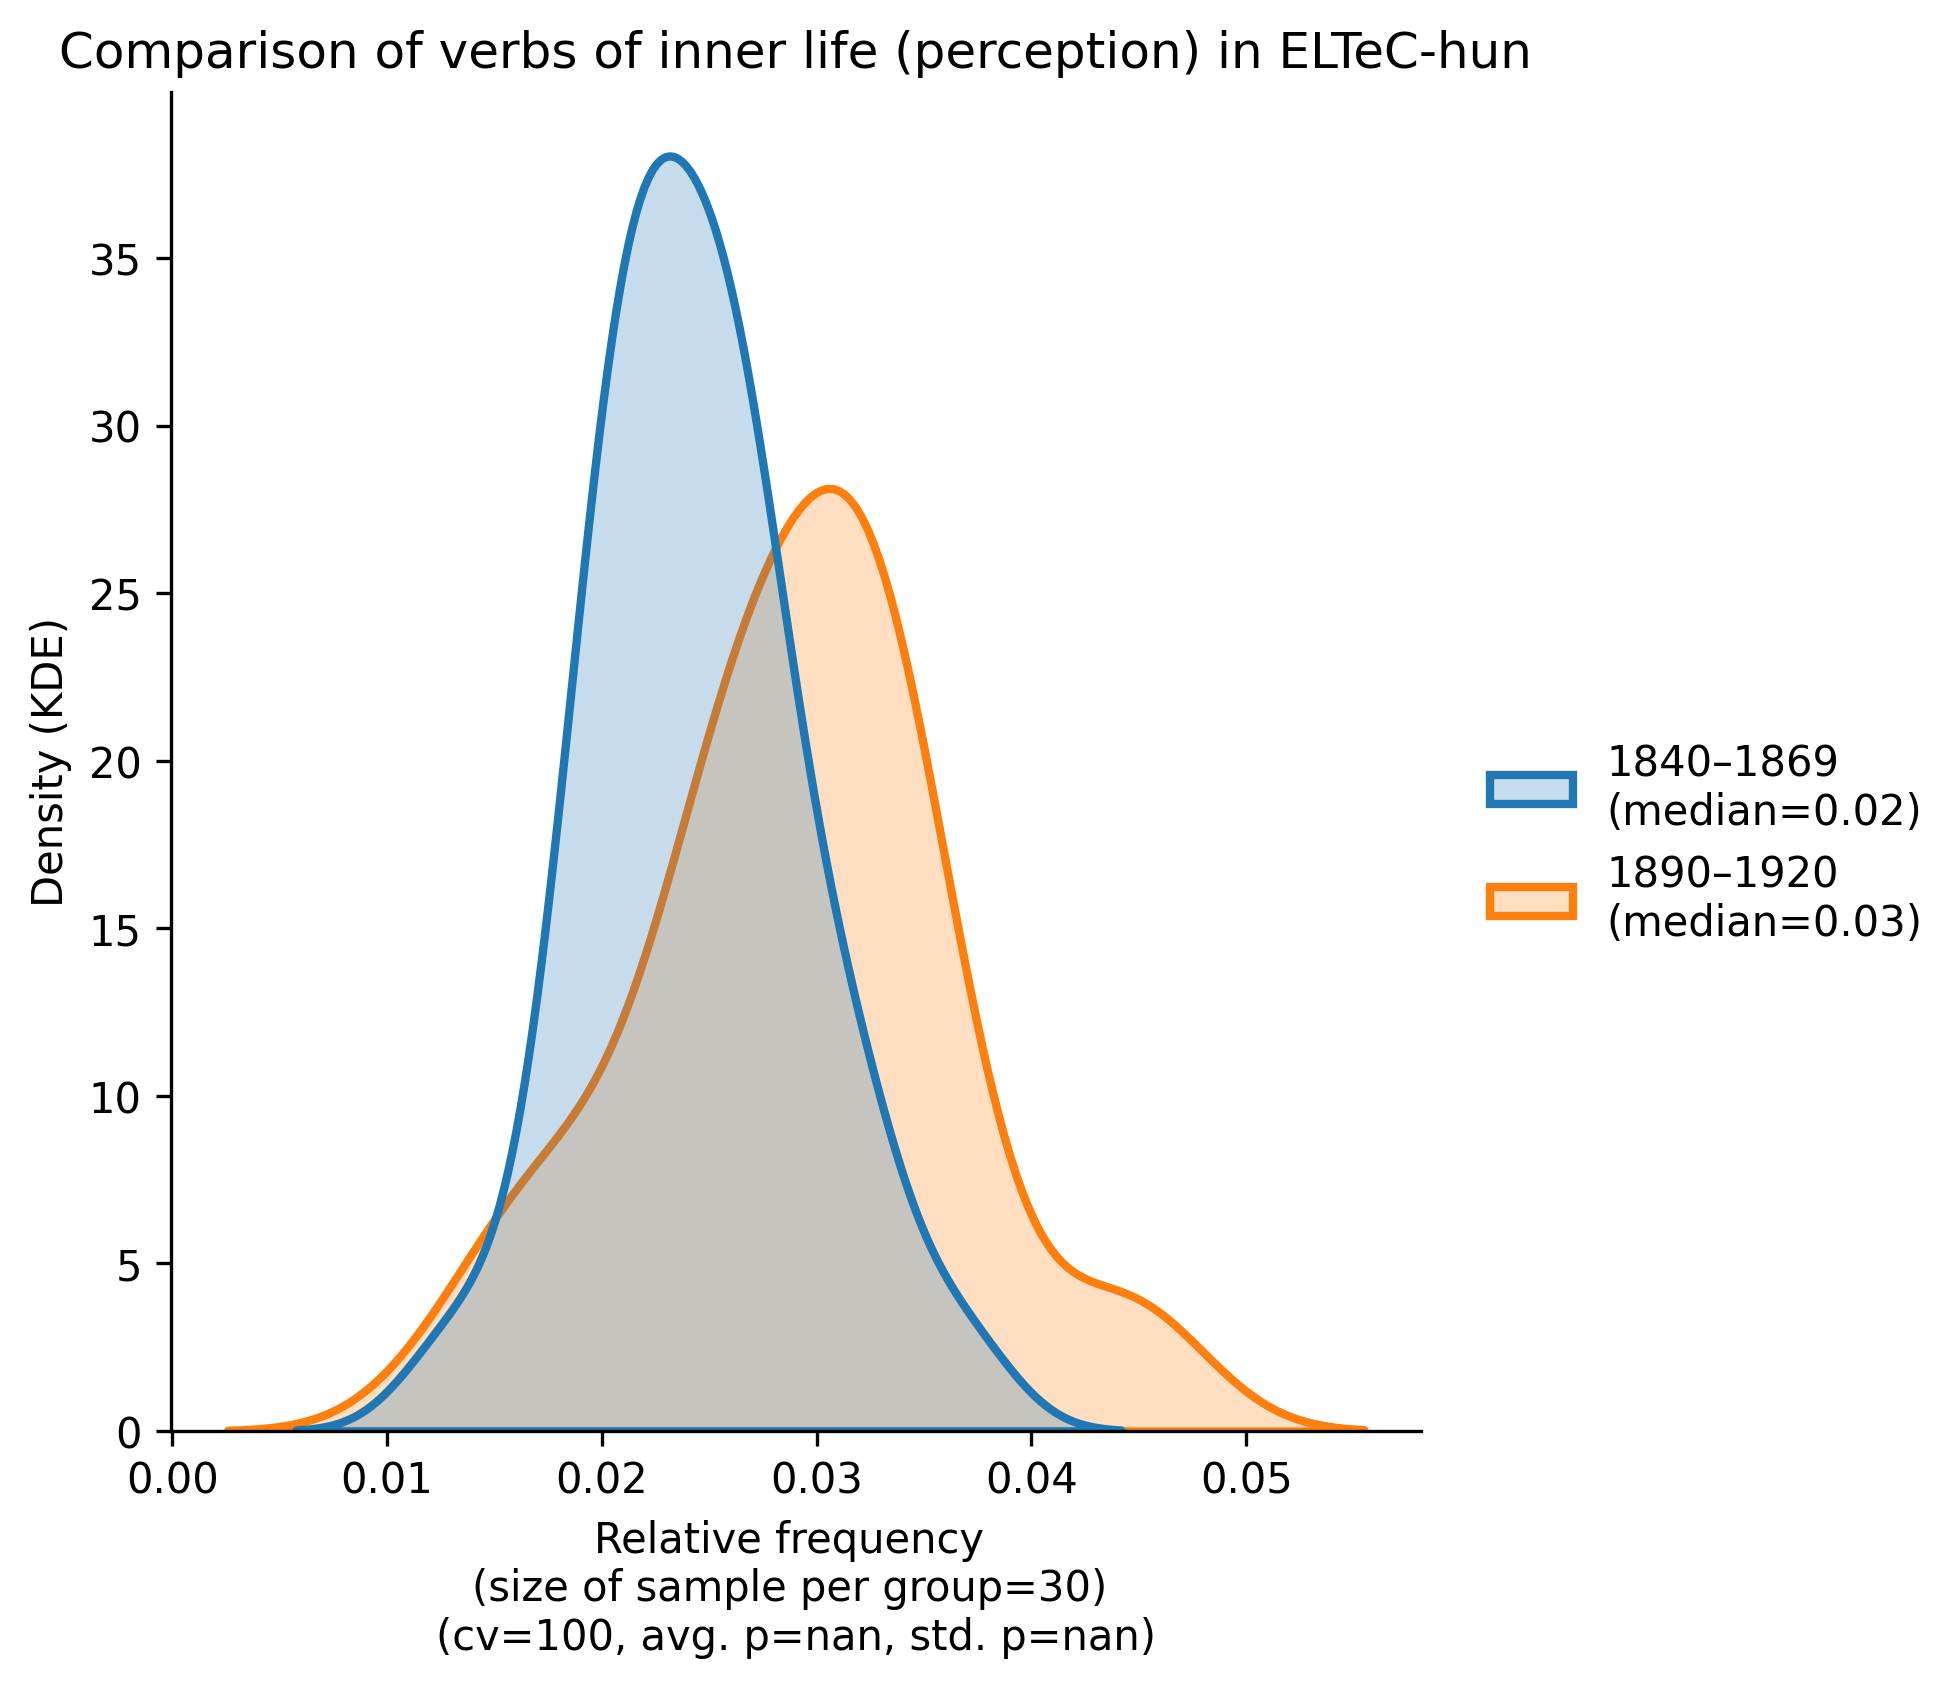 Comparison of verbs of inner life (perception) in ELTeC-hun
Density (KDE)
35
30
25
20
15
10
5
0
0.00 0.01 0.02 0.03 0.04 0.05
Relative frequency
(size of sample per group=30)
(cv=100, avg. p=nan, std. p=nan)
1840–1869
(median=0.02)
1890–1920
(median=0.03)